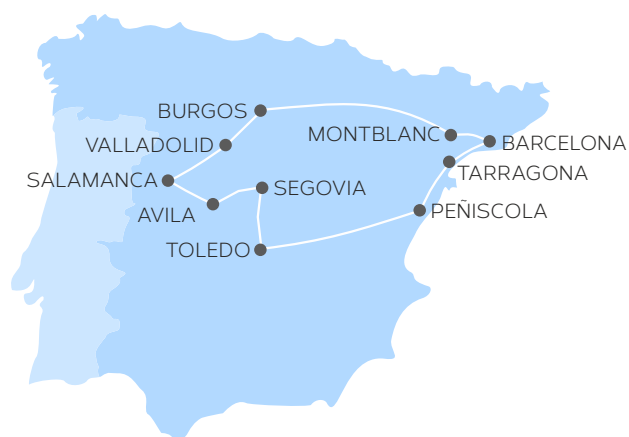 BURGOS
MONTBLANC
BARCELONA
VALLADOLID
TARRAGONA
SALAMANCA
SEGOVIA
AVILA
PEÑISCOLA
TOLEDO